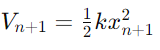 $V_{n+1} = \frac{1}{2} k x_{n+1}^{2}$